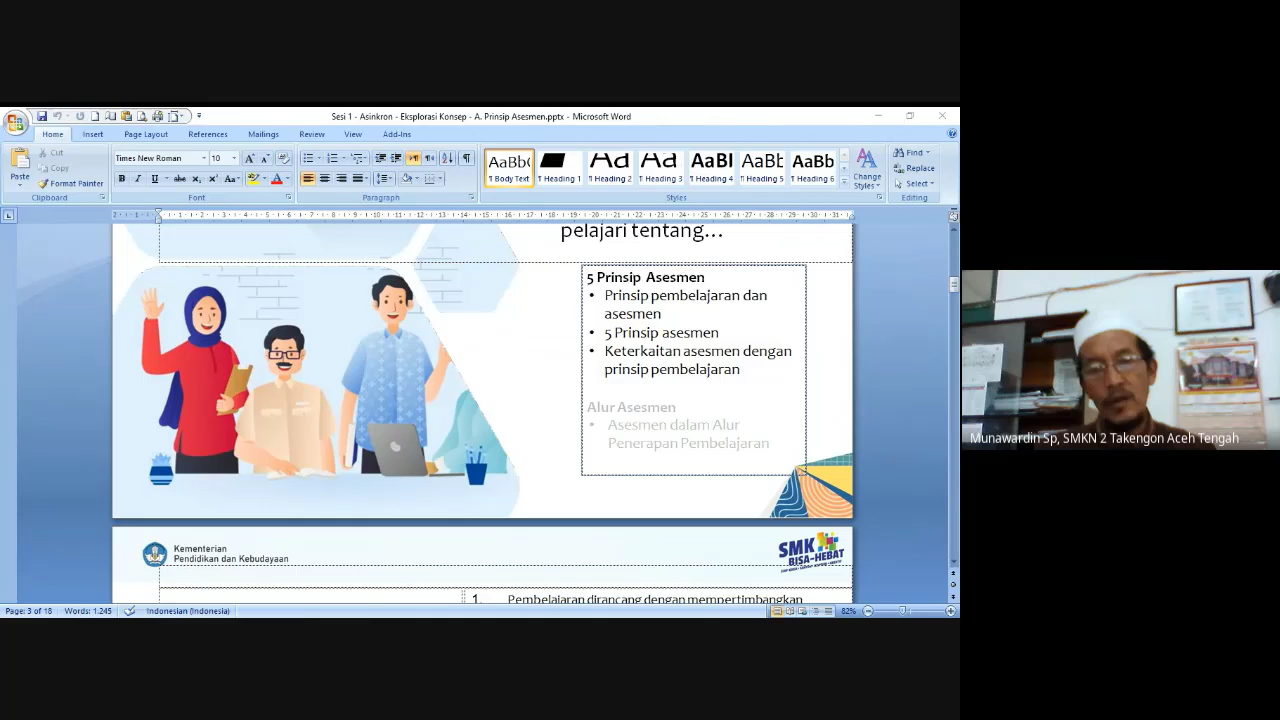 Sesi 1 - Asinkron - Eksplorasi Konsep - A. Prinsip Asesmen.pptx - Microsoft Word
Home Insert Page Layout References Mailings Review View Add-Ins
Paste
Cut
Copy
Format Painter
Clipboard
Times New Roman 10
Font
Paragraph
AaBbC AaBl AaBt AaBb
¶ Body Text ¶ Heading 1 ¶ Heading 2 ¶ Heading 3 ¶ Heading 4 ¶ Heading 5 ¶ Heading 6
Styles
Change Styles
Find
Replace
Select
Editing
pelajari tentang...
5 Prinsip Asesmen
• Prinsip pembelajaran dan
asesmen
• 5 Prinsip asesmen
• Keterkaitan asesmen dengan
prinsip pembelajaran
Alur Asesmen
• Asesmen dalam Alur
Penerapan Pembelajaran
Kementerian
Pendidikan dan Kebudayaan
SMK
BISA-HEBAT
1. Pembelajaran dirancang dengan mempertimbangkan
Page: 3 of 18 Words: 1.245 Indonesian (Indonesia) 82%
Munawardin Sp, SMKN 2 Takengon Aceh Tengah